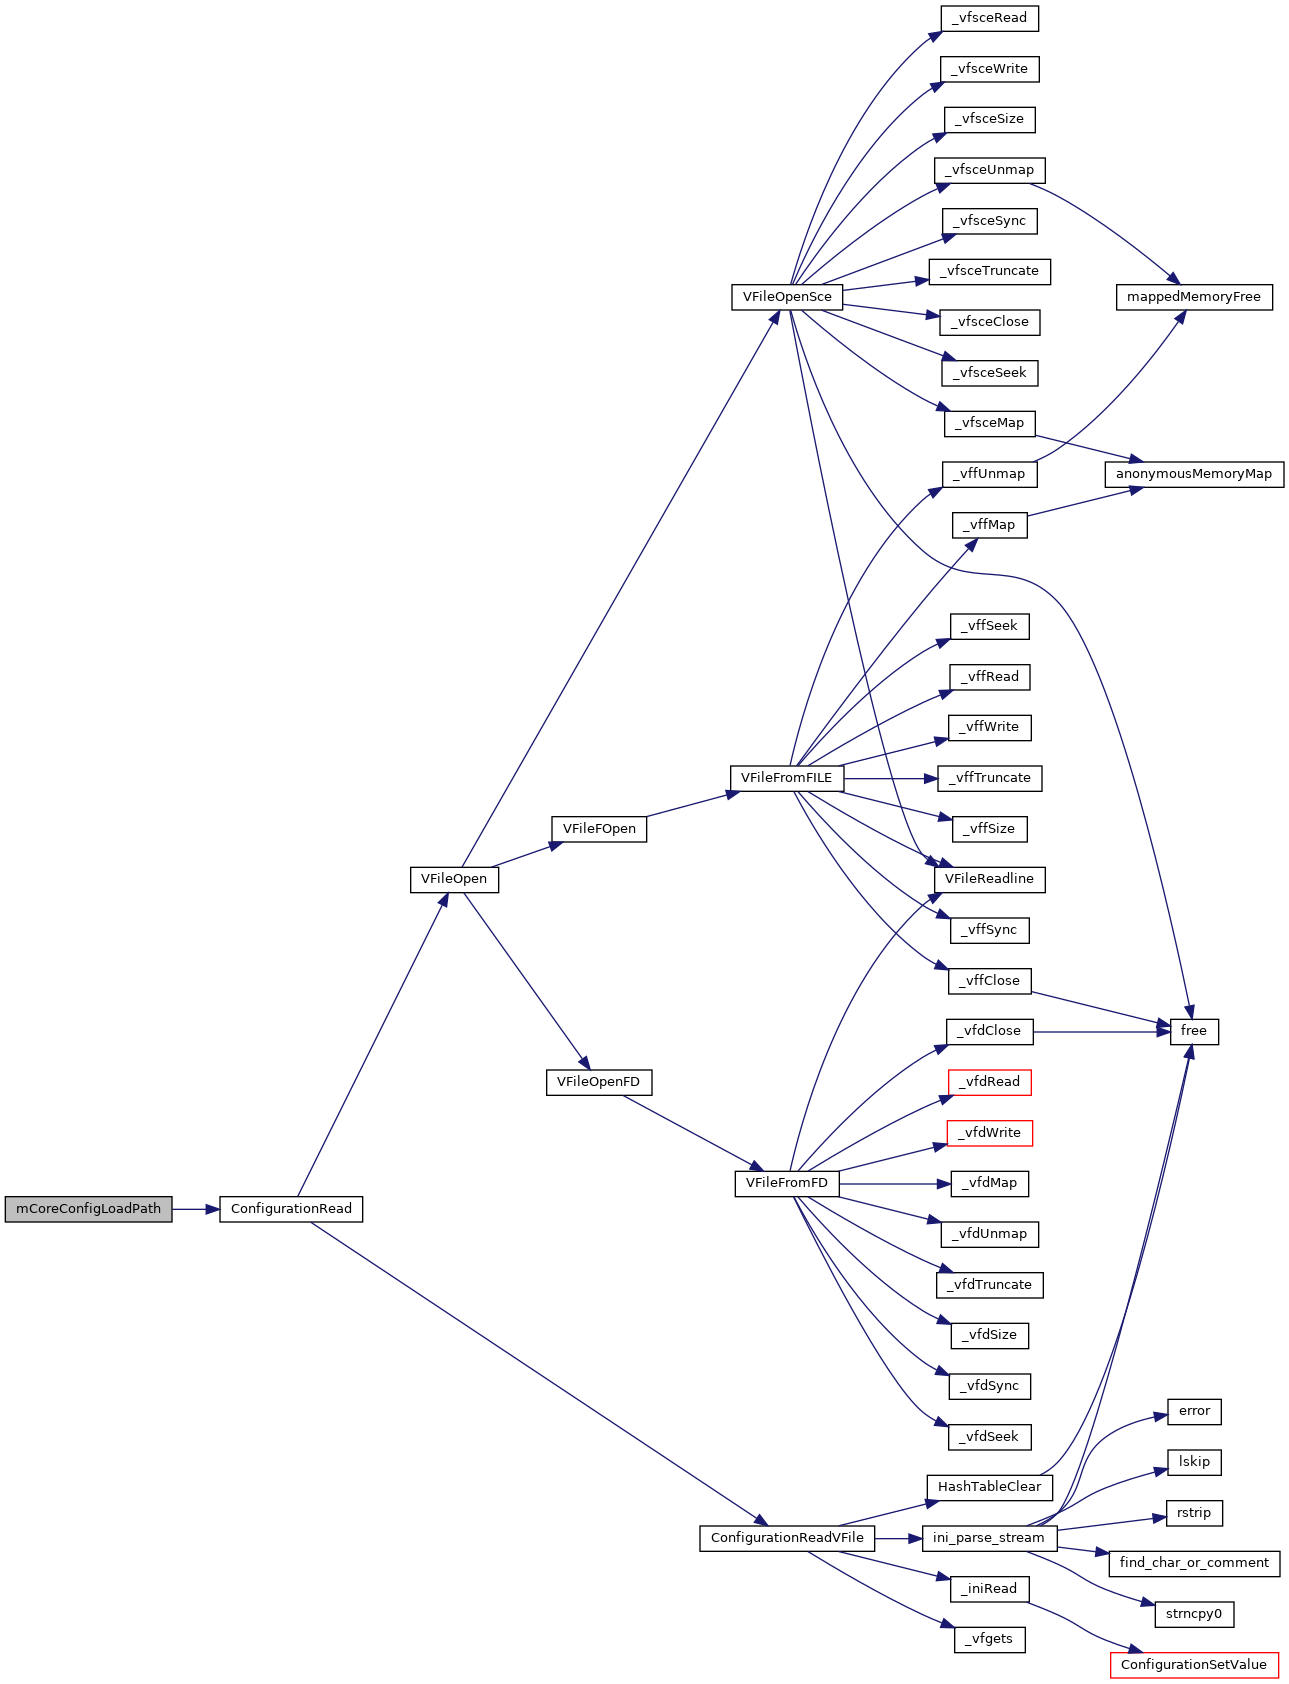 _vfsceRead
_vfsceWrite
_vfsceSize
_vfsceUnmap
_vfsceSync
_vfsceTruncate
VFileOpenSce
mappedMemoryFree
_vfsceClose
_vfsceSeek
_vfsceMap
_vffUnmap
anonymousMemoryMap
_vffMap
_vffSeek
_vffRead
_vffWrite
VFileFromFILE
_vffTruncate
VFileFOpen
_vffSize
VFileOpen
VFileReadline
_vffSync
_vffClose
_vfdClose
free
VFileOpenFD
_vfdRead
_vfdWrite
VFileFromFD
_vfdMap
mCoreConfigLoadPath
ConfigurationRead
_vfdUnmap
_vfdTruncate
_vfdSize
_vfdSync
error
_vfdSeek
lskip
HashTableClear
rstrip
ConfigurationReadVFile
ini_parse_stream
find_char_or_comment
_iniRead
strncpy0
_vfgets
ConfigurationSetValue